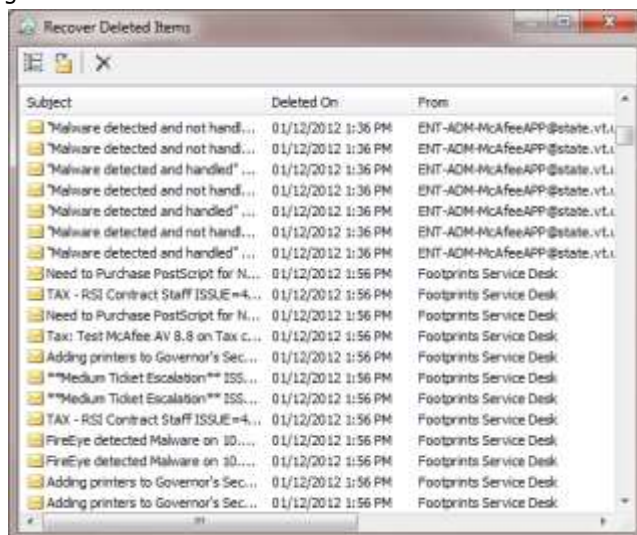 Recover Deleted Items
Subject Deleted On From
"Malware detected and not handl... 01/12/2012 1:36 PM ENT-ADM-McAfeeAPP@state.vt.
"Malware detected and not handl... 01/12/2012 1:36 PM ENT-ADM-McAfeeAPP@state.vt.
"Malware detected and handled" ... 01/12/2012 1:36 PM ENT-ADM-McAfeeAPP@state.vt.
"Malware detected and not handl... 01/12/2012 1:36 PM ENT-ADM-McAfeeAPP@state.vt.
"Malware detected and handled" ... 01/12/2012 1:36 PM ENT-ADM-McAfeeAPP@state.vt.
"Malware detected and not handl... 01/12/2012 1:36 PM ENT-ADM-McAfeeAPP@state.vt.
"Malware detected and handled" ... 01/12/2012 1:36 PM ENT-ADM-McAfeeAPP@state.vt.
Need to Purchase PostScript for N... 01/12/2012 1:56 PM Footprints Service Desk
TAX - RSI Contract Staff ISSUE=4... 01/12/2012 1:56 PM Footprints Service Desk
Need to Purchase PostScript for N... 01/12/2012 1:56 PM Footprints Service Desk
Tax: Test McAfee AV 8.8 on Tax c... 01/12/2012 1:56 PM Footprints Service Desk
Adding printers to Governor's Sec... 01/12/2012 1:56 PM Footprints Service Desk
**Medium Ticket Escalation** ISS... 01/12/2012 1:56 PM Footprints Service Desk
**Medium Ticket Escalation** ISS... 01/12/2012 1:56 PM Footprints Service Desk
TAX - RSI Contract Staff ISSUE=4... 01/12/2012 1:56 PM Footprints Service Desk
FireEye detected Malware on 10.... 01/12/2012 1:56 PM Footprints Service Desk
FireEye detected Malware on 10.... 01/12/2012 1:56 PM Footprints Service Desk
Adding printers to Governor's Sec... 01/12/2012 1:56 PM Footprints Service Desk
Adding printers to Governor's Sec... 01/12/2012 1:56 PM Footprints Service Desk